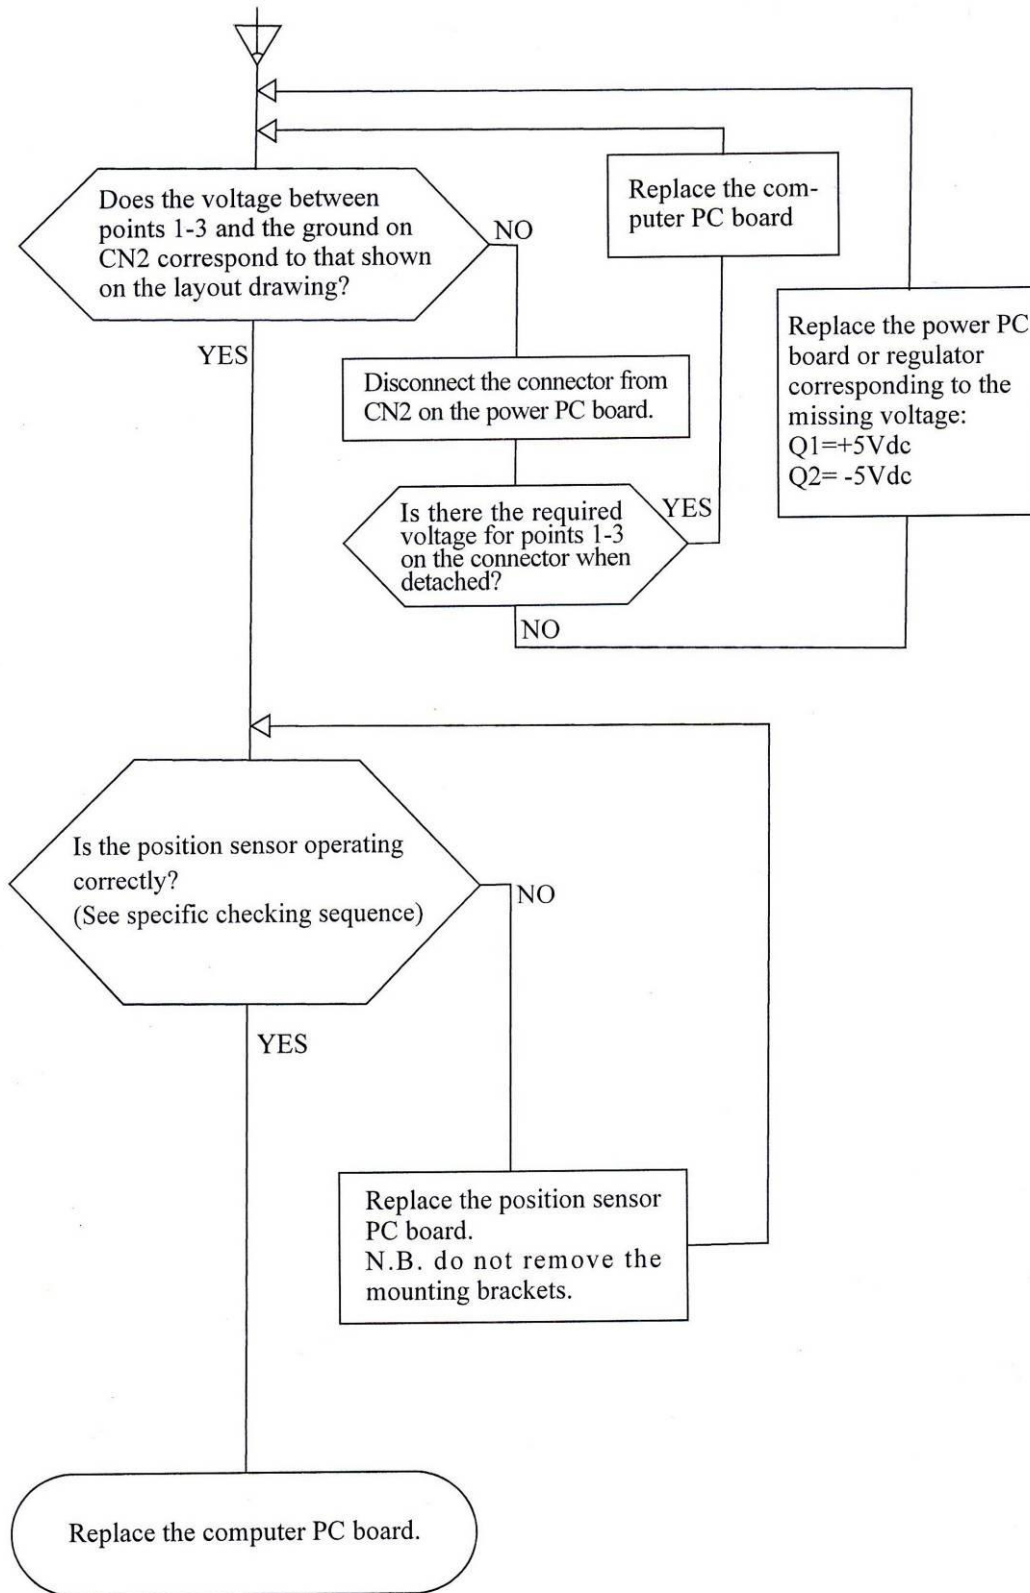 Does the voltage between
points 1-3 and the ground on
CN2 correspond to that shown
on the layout drawing?
NO
YES
Replace the com-
puter PC board
Disconnect the connector from
CN2 on the power PC board.
Replace the power PC
board or regulator
corresponding to the
missing voltage:
Q1=+5Vdc
Q2= -5Vdc
Is there the required
voltage for points 1-3
on the connector when
detached?
YES
NO
Is the position sensor operating
correctly?
(See specific checking sequence)
NO
YES
Replace the position sensor
PC board.
N.B. do not remove the
mounting brackets.
Replace the computer PC board.